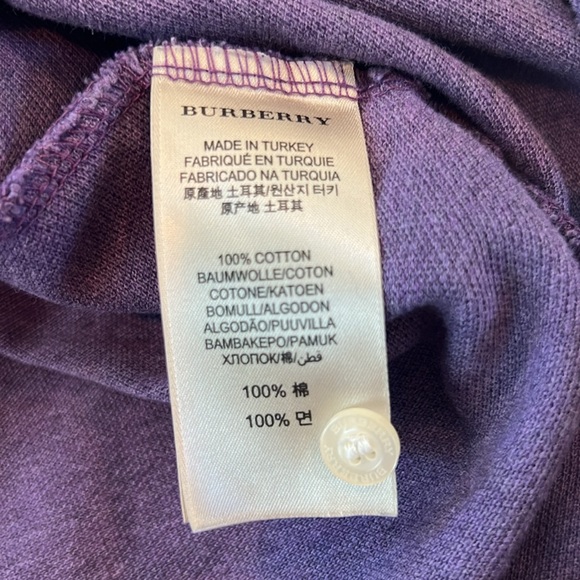 BURBERRY
MADE IN TURKEY
FABRIQUÉ EN TURQUIE
FABRICADO NA TURQUIA
原產地 土耳其/원산지 터키
原产地 土耳其
100% COTTON
BAUMWOLLE/COTON
COTONE/KATOEN
BOMULL/ALGODON
ALGODÃO/PUUVILLA
BAMBAKEPO/PAMUK
ХЛОПОК/棉/قطن
100% 棉
100% 면